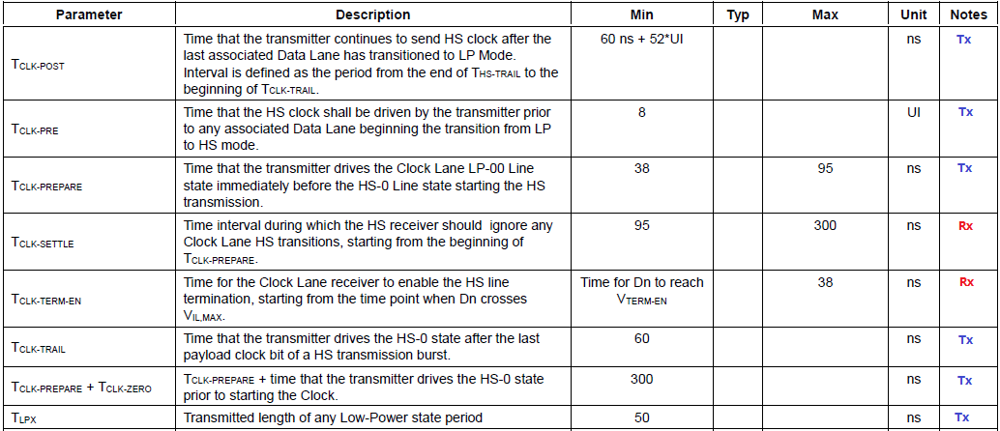 Parameter Description Min Typ Max Unit Notes
TCLK-POST
Time that the transmitter continues to send HS clock after the
last associated Data Lane has transitioned to LP Mode.
Interval is defined as the period from the end of THS-TRAIL to the
beginning of TCLK-TRAIL.
60 ns + 52*UI
ns
Tx
TCLK-PRE
Time that the HS clock shall be driven by the transmitter prior
to any associated Data Lane beginning the transition from LP
to HS mode.
8
UI
Tx
TCLK-PREPARE
Time that the transmitter drives the Clock Lane LP-00 Line
state immediately before the HS-0 Line state starting the HS
transmission.
38
95
ns
Tx
TCLK-SETTLE
Time interval during which the HS receiver should ignore any
Clock Lane HS transitions, starting from the beginning of
TCLK-PREPARE.
95
300
ns
Rx
TCLK-TERM-EN
Time for the Clock Lane receiver to enable the HS line
termination, starting from the time point when Dn crosses
VIL,MAX.
Time for Dn to reach
VTERM-EN
38
ns
Rx
TCLK-TRAIL
Time that the transmitter drives the HS-0 state after the last
payload clock bit of a HS transmission burst.
60
ns
Tx
TCLK-PREPARE + TCLK-ZERO
TCLK-PREPARE + time that the transmitter drives the HS-0 state
prior to starting the Clock.
300
ns
Tx
TLPX
Transmitted length of any Low-Power state period
50
ns
Tx